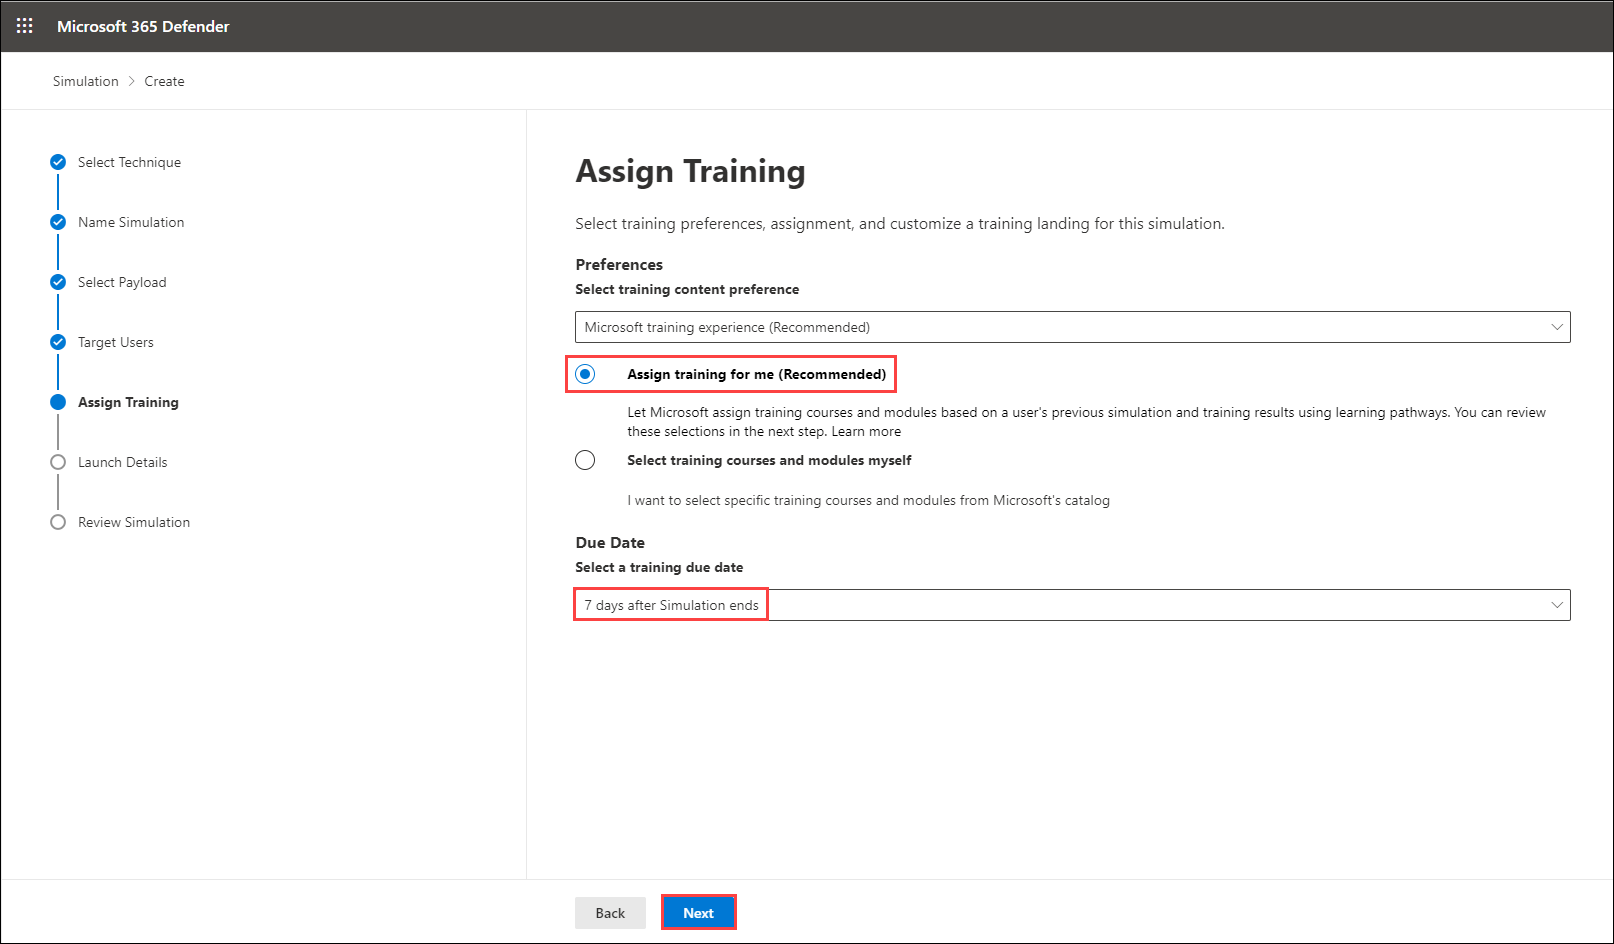 Microsoft 365 Defender
Simulation > Create
Select Technique
Name Simulation
Select Payload
Target Users
Assign Training
Launch Details
Review Simulation
Assign Training
Select training preferences, assignment, and customize a training landing for this simulation.
Preferences
Select training content preference
Microsoft training experience (Recommended)
Assign training for me (Recommended)
Let Microsoft assign training courses and modules based on a user's previous simulation and training results using learning pathways. You can review
these selections in the next step. Learn more
Select training courses and modules myself
I want to select specific training courses and modules from Microsoft's catalog
Due Date
Select a training due date
7 days after Simulation ends
Back
Next